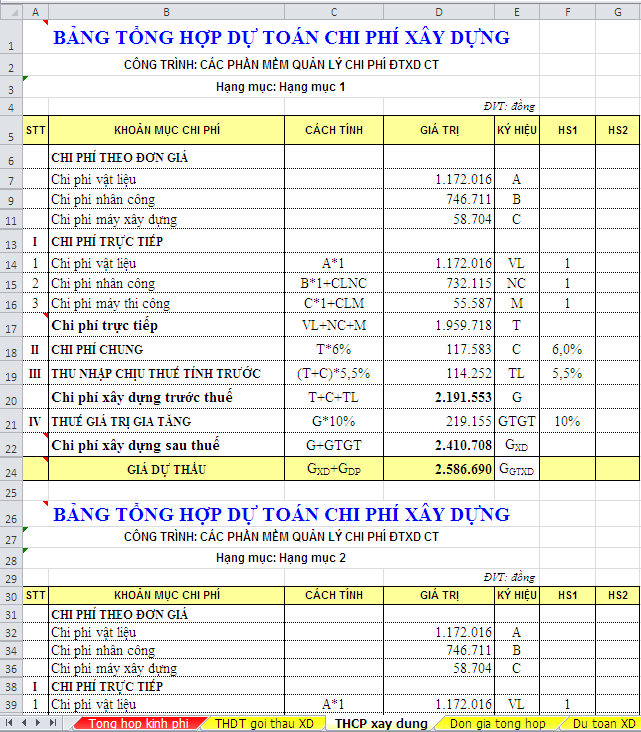 A B C D E F G
1 BẢNG TỔNG HỢP DỰ TOÁN CHI PHÍ XÂY DỰNG
2 CÔNG TRÌNH: CÁC PHẦN MỀM QUẢN LÝ CHI PHÍ ĐTXD CT
3 Hạng mục: Hạng mục 1
4 ĐVT: đồng
5 STT KHOẢN MỤC CHI PHÍ CÁCH TÍNH GIÁ TRỊ KÝ HIỆU HS1 HS2
6 CHI PHÍ THEO ĐƠN GIÁ
7 Chi phí vật liệu 1.172.016 A
9 Chi phí nhân công 746.711 B
11 Chi phí máy xây dựng 58.704 C
13 I CHI PHÍ TRỰC TIẾP
14 1 Chi phí vật liệu A*1 1.172.016 VL 1
15 2 Chi phí nhân công B*1+CLNC 732.115 NC 1
16 3 Chi phí máy thi công C*1+CLM 55.587 M 1
17 Chi phí trực tiếp VL+NC+M 1.959.718 T
18 II CHI PHÍ CHUNG T*6% 117.583 C 6,0%
19 III THU NHẬP CHỊU THUẾ TÍNH TRƯỚC (T+C)*5,5% 114.252 TL 5,5%
20 Chi phí xây dựng trước thuế T+C+TL 2.191.553 G
21 IV THUẾ GIÁ TRỊ GIA TĂNG G*10% 219.155 GTGT 10%
22 Chi phí xây dựng sau thuế G+GTGT 2.410.708 GXD
24 GIÁ DỰ THẦU GXD+GDP 2.586.690 GGTXD
25
26 BẢNG TỔNG HỢP DỰ TOÁN CHI PHÍ XÂY DỰNG
27 CÔNG TRÌNH: CÁC PHẦN MỀM QUẢN LÝ CHI PHÍ ĐTXD CT
28 Hạng mục: Hạng mục 2
29 ĐVT: đồng
30 STT KHOẢN MỤC CHI PHÍ CÁCH TÍNH GIÁ TRỊ KÝ HIỆU HS1 HS2
31 CHI PHÍ THEO ĐƠN GIÁ
32 Chi phí vật liệu 1.172.016 A
34 Chi phí nhân công 746.711 B
36 Chi phí máy xây dựng 58.704 C
38 I CHI PHÍ TRỰC TIẾP
39 1 Chi phí vật liệu A*1 1.172.016 VL 1
Tong hop kinh phi THDT goi thau XD THCP xay dung Don gia tong hop Du toan XD